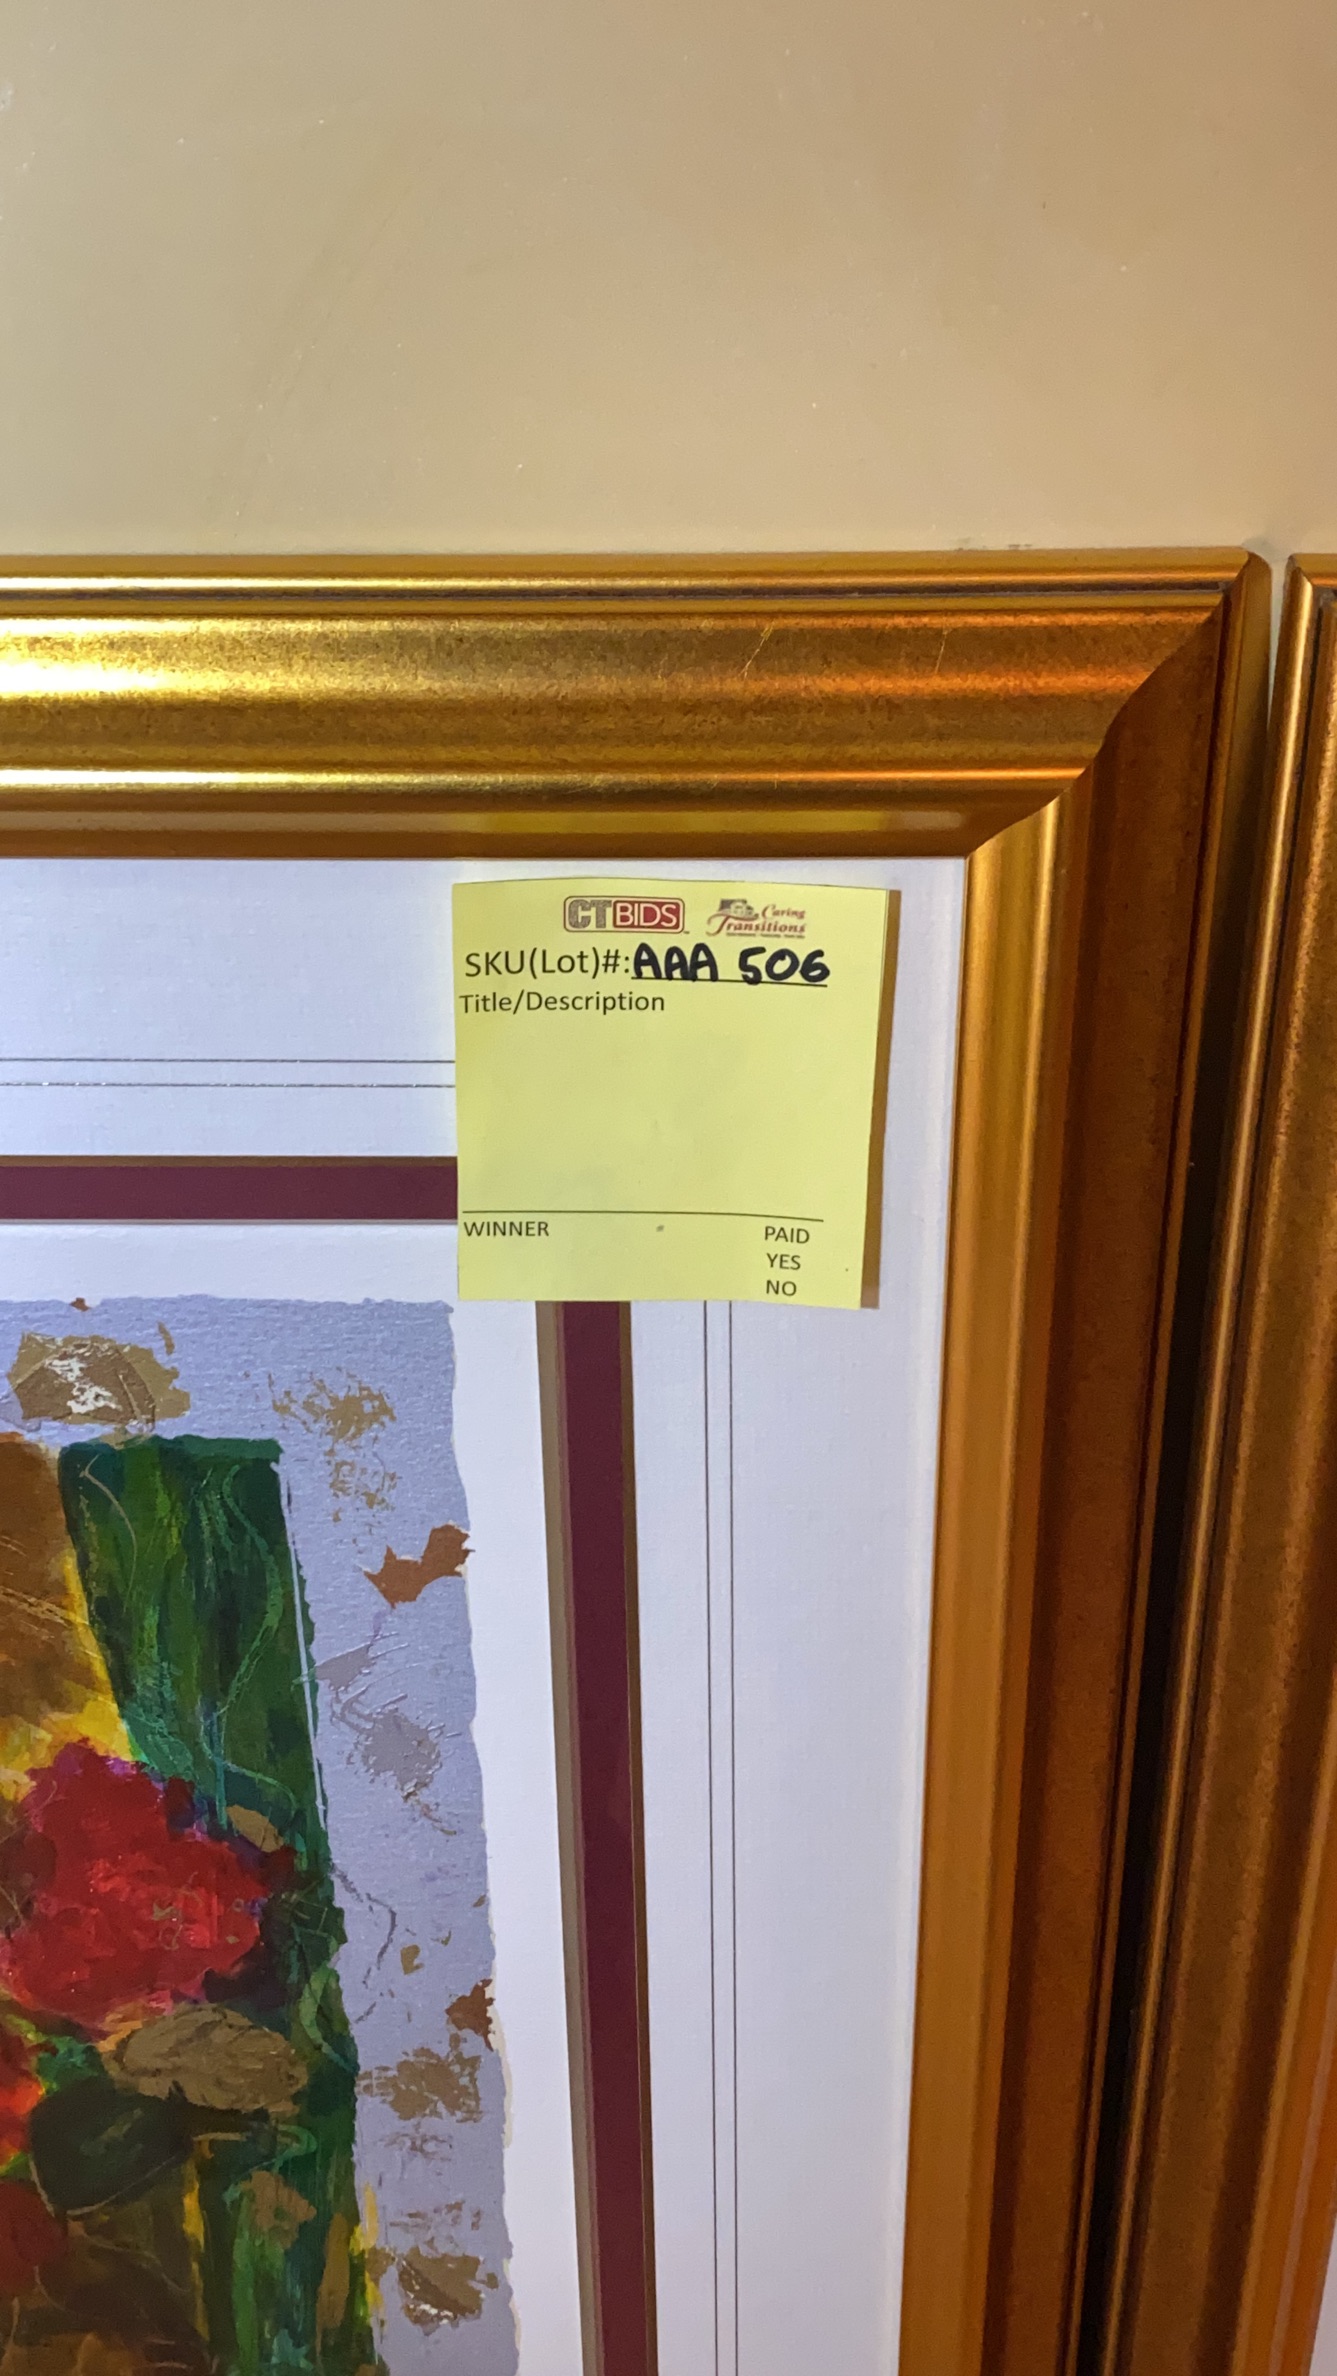 CTBIDS Caring Transitions
SKU(Lot)#: AAA 506
Title/Description
WINNER PAID
YES
NO